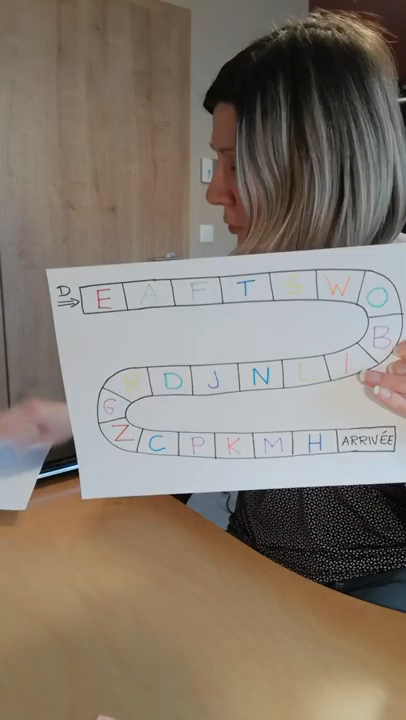 D
E A F T S W O
B
R D J N L I
G
Z C P K M H ARRIVÉE